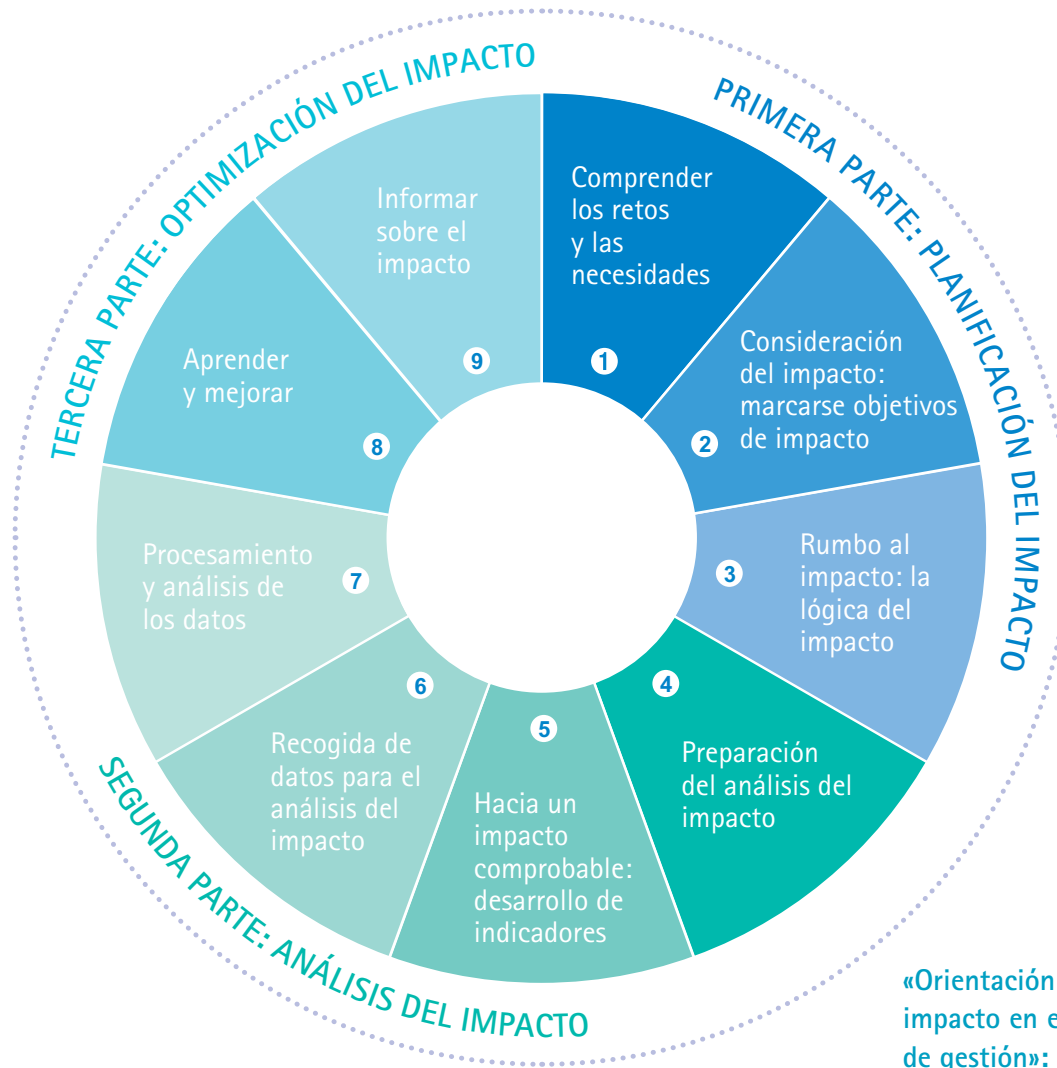 PRIMERA PARTE: PLANIFICACIÓN DEL IMPACTO
Comprender
los retos
y las
necesidades
1
Consideración
del impacto:
marcarse objetivos
de impacto
2
Rumbo al
impacto: la
lógica del
impacto
3
SEGUNDA PARTE: ANÁLISIS DEL IMPACTO
4
Preparación
del análisis del
impacto
5
Hacia un
impacto
comprobable:
desarrollo de
indicadores
6
Recogida de
datos para el
análisis del
impacto
Procesamiento
y análisis de
los datos
7
TERCERA PARTE: OPTIMIZACIÓN DEL IMPACTO
Aprender
y mejorar
8
Informar
sobre el
impacto
9
«Orientación
impacto en e
de gestión»: